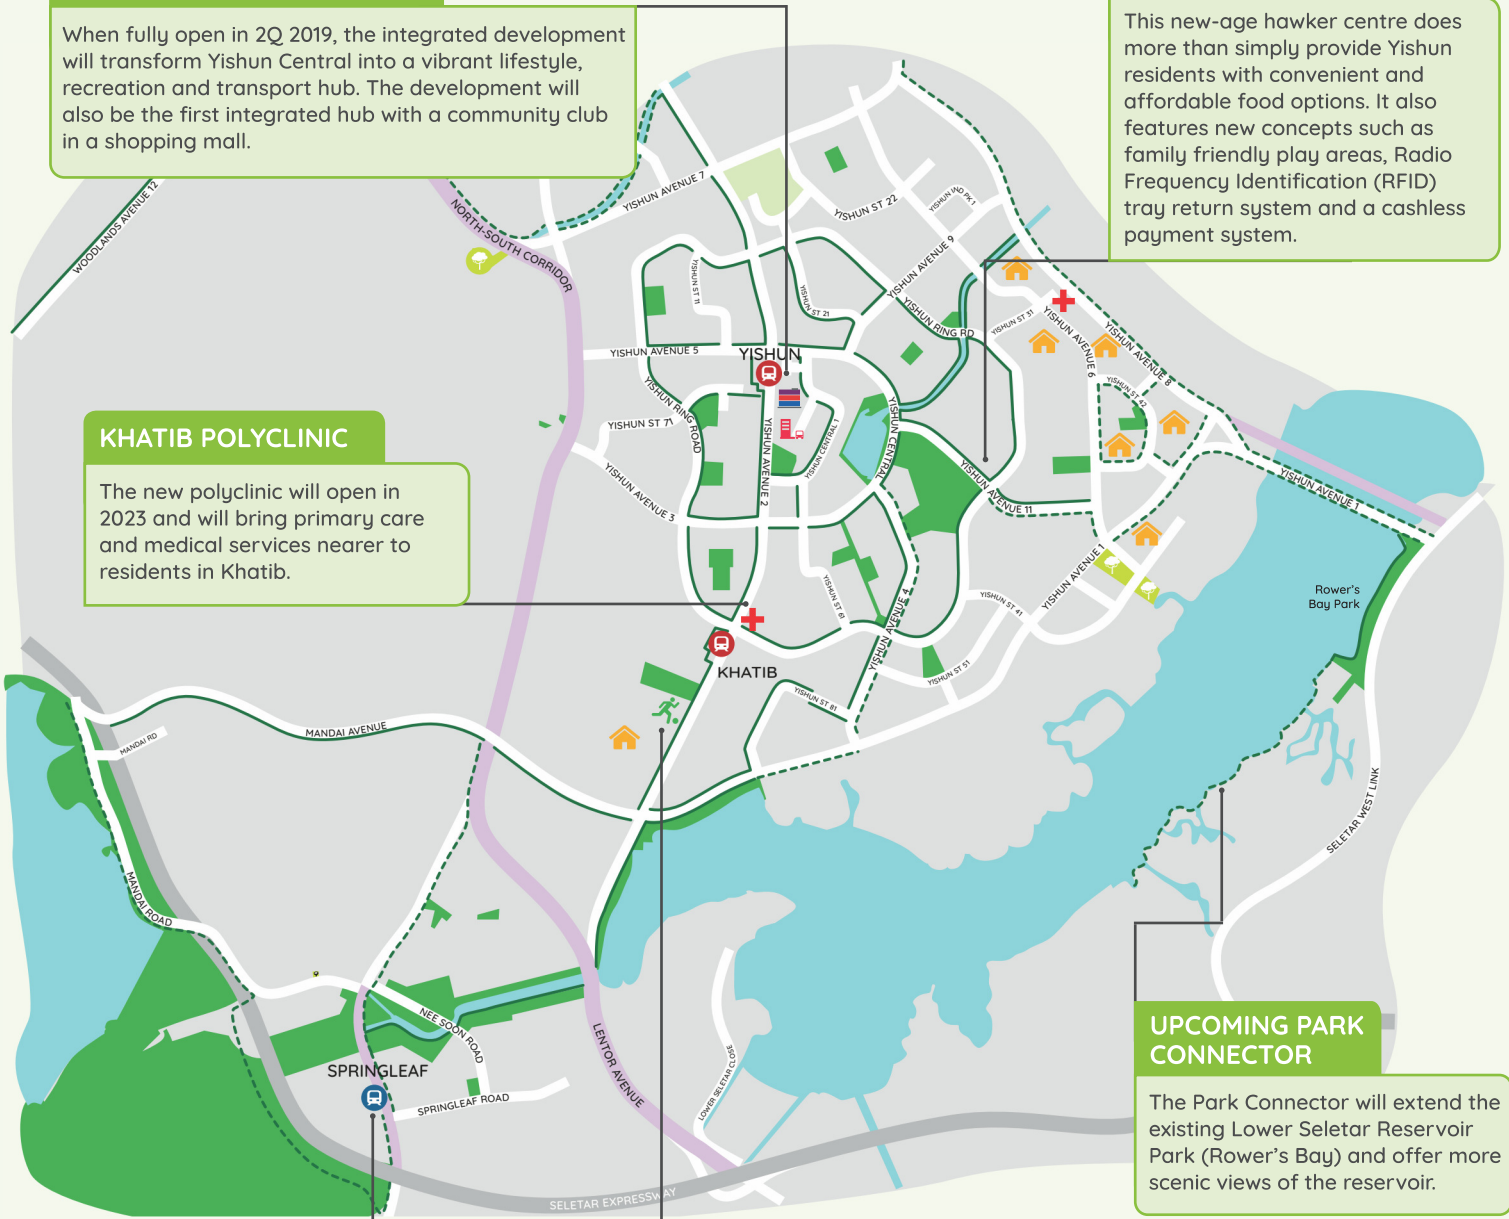 When fully open in 2Q 2019, the integrated development
will transform Yishun Central into a vibrant lifestyle,
recreation and transport hub. The development will
also be the first integrated hub with a community club
in a shopping mall.
This new-age hawker centre does
more than simply provide Yishun
residents with convenient and
affordable food options. It also
features new concepts such as
family friendly play areas, Radio
Frequency Identification (RFID)
tray return system and a cashless
payment system.
WOODLANDS AVENUE 12
NORTH-SOUTH CORRIDOR
YISHUN AVENUE 7
YISHUN ST 22
YISHUN IND PK 1
YISHUN AVENUE 9
YISHUN ST 11
YISHUN ST 21
YISHUN RING RD
YISHUN ST 31
YISHUN AVENUE 6
YISHUN AVENUE 8
YISHUN AVENUE 5
YISHUN
YISHUN RING ROAD
YISHUN ST 71
YISHUN AVENUE 2
YISHUN CENTRAL 1
YISHUN CENTRAL
YISHUN ST 42
YISHUN AVENUE 3
YISHUN AVENUE 11
YISHUN AVENUE 1
KHATIB POLYCLINIC
The new polyclinic will open in
2023 and will bring primary care
and medical services nearer to
residents in Khatib.
YISHUN ST 61
YISHUN AVENUE 4
YISHUN ST 41
YISHUN AVENUE 1
Rower's
Bay Park
KHATIB
YISHUN ST 51
YISHUN ST 81
MANDAI AVENUE
MANDAI RD
SELETAR WEST LINK
MANDAI ROAD
NEE SOON ROAD
LENTOR AVENUE
LOWER SELETAR CLOSE
SPRINGLEAF
SPRINGLEAF ROAD
SELETAR EXPRESSWAY
UPCOMING PARK
CONNECTOR
The Park Connector will extend the
existing Lower Seletar Reservoir
Park (Rower's Bay) and offer more
scenic views of the reservoir.